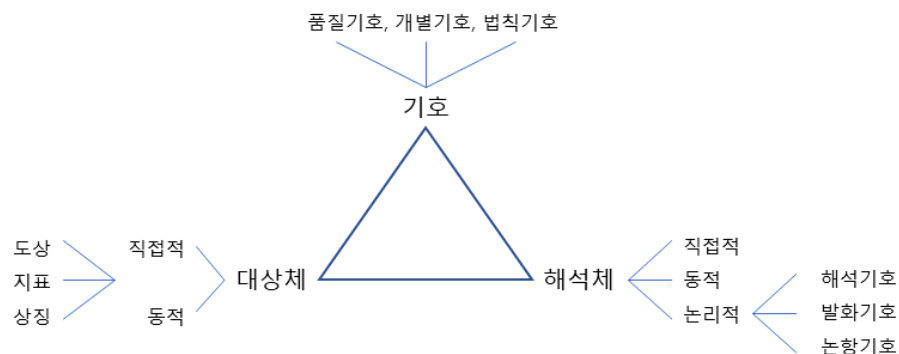 품질기호, 개별기호, 법칙기호
기호
도상
지표
상징
직접적
동적
대상체
해석체
직접적
동적
논리적
해석기호
발화기호
논항기호